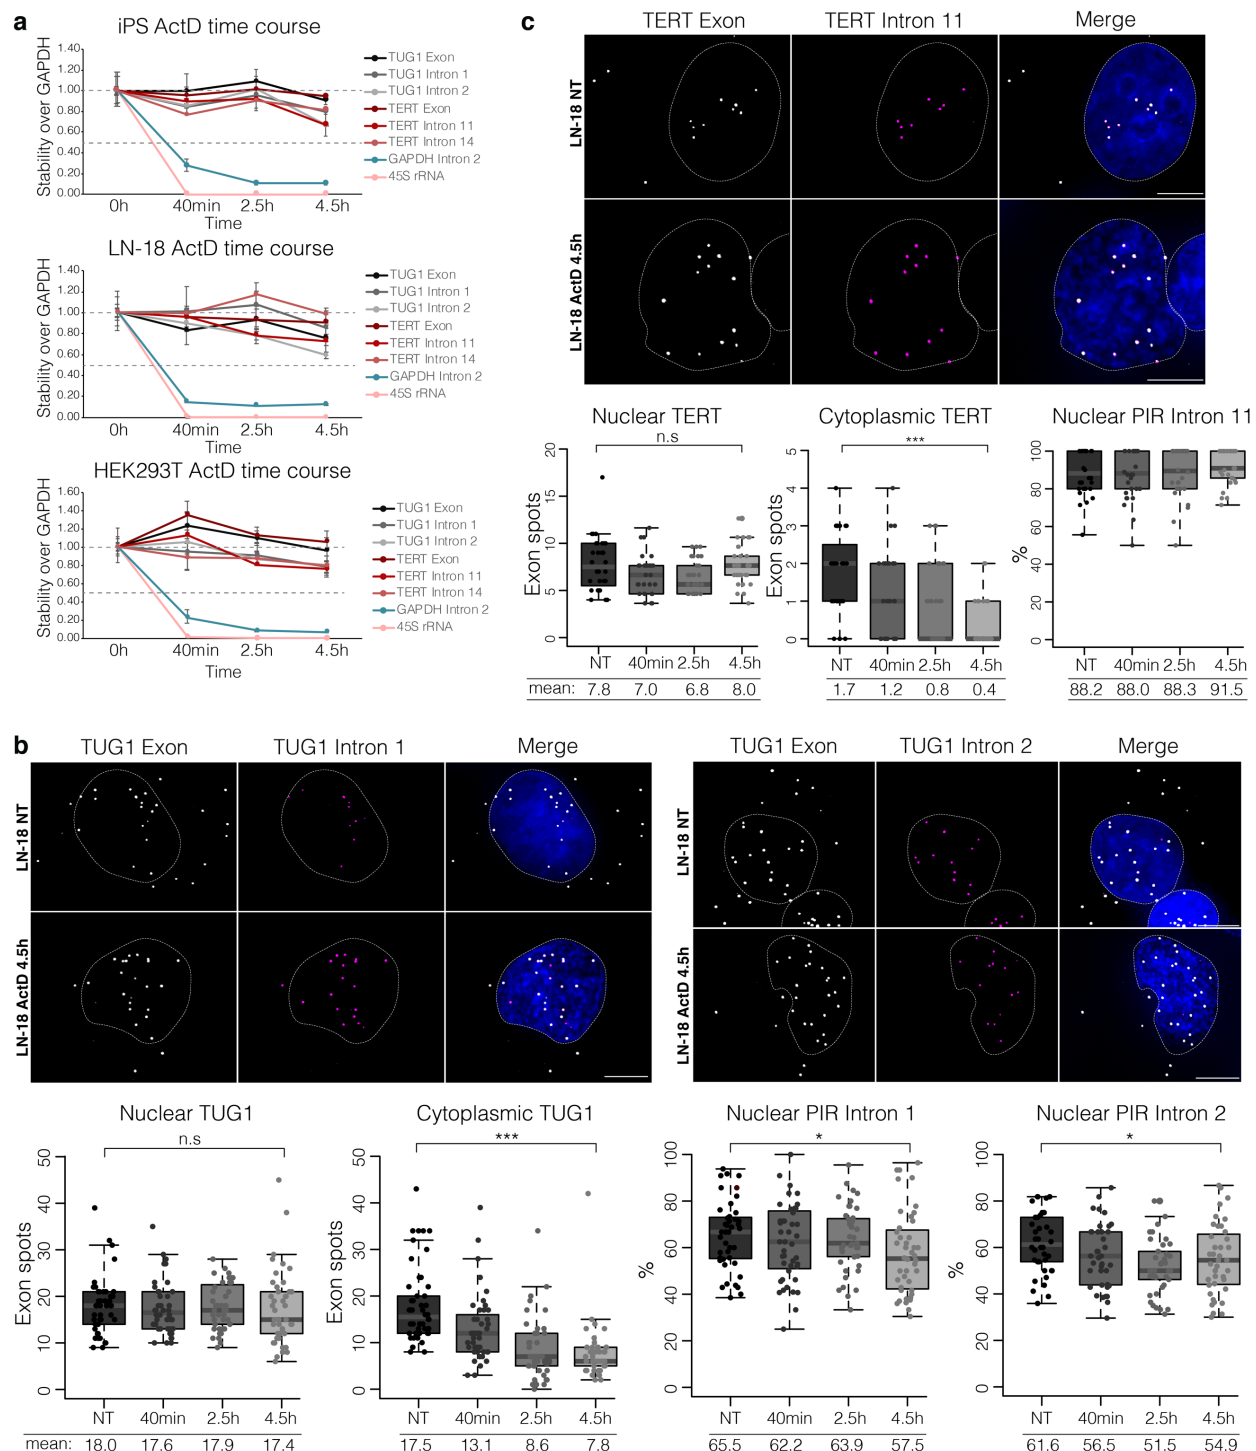 a
iPS ActD time course
Stability over GAPDH
1.40
1.20
1.00
0.80
0.60
0.40
0.20
0.00
0h 40min 2.5h 4.5h
Time
TUG1 Exon
TUG1 Intron 1
TUG1 Intron 2
TERT Exon
TERT Intron 11
TERT Intron 14
GAPDH Intron 2
45S rRNA
LN-18 ActD time course
Stability over GAPDH
1.40
1.20
1.00
0.80
0.60
0.40
0.20
0.00
0h 40min 2.5h 4.5h
Time
TUG1 Exon
TUG1 Intron 1
TUG1 Intron 2
TERT Exon
TERT Intron 11
TERT Intron 14
GAPDH Intron 2
45S rRNA
HEK293T ActD time course
Stability over GAPDH
1.60
1.40
1.20
1.00
0.80
0.60
0.40
0.20
0.00
0h 40min 2.5h 4.5h
Time
TUG1 Exon
TUG1 Intron 1
TUG1 Intron 2
TERT Exon
TERT Intron 11
TERT Intron 14
GAPDH Intron 2
45S rRNA
c
TERT Exon TERT Intron 11 Merge
LN-18 NT
LN-18 ActD 4.5h
Nuclear TERT
n.s
Exon spots
20
15
10
5
0
NT 40min 2.5h 4.5h
mean: 7.8 7.0 6.8 8.0
Cytoplasmic TERT
***
Exon spots
5
4
3
2
1
0
NT 40min 2.5h 4.5h
1.7 1.2 0.8 0.4
Nuclear PIR Intron 11
%
100
80
60
40
20
0
NT 40min 2.5h 4.5h
88.2 88.0 88.3 91.5
b
TUG1 Exon TUG1 Intron 1 Merge
LN-18 NT
LN-18 ActD 4.5h
TUG1 Exon TUG1 Intron 2 Merge
LN-18 NT
LN-18 ActD 4.5h
Nuclear TUG1
n.s
Exon spots
50
40
30
20
10
0
NT 40min 2.5h 4.5h
mean: 18.0 17.6 17.9 17.4
Cytoplasmic TUG1
***
Exon spots
50
40
30
20
10
0
NT 40min 2.5h 4.5h
17.5 13.1 8.6 7.8
Nuclear PIR Intron 1
*
%
100
80
60
40
20
0
NT 40min 2.5h 4.5h
65.5 62.2 63.9 57.5
Nuclear PIR Intron 2
*
%
100
80
60
40
20
0
NT 40min 2.5h 4.5h
61.6 56.5 51.5 54.9